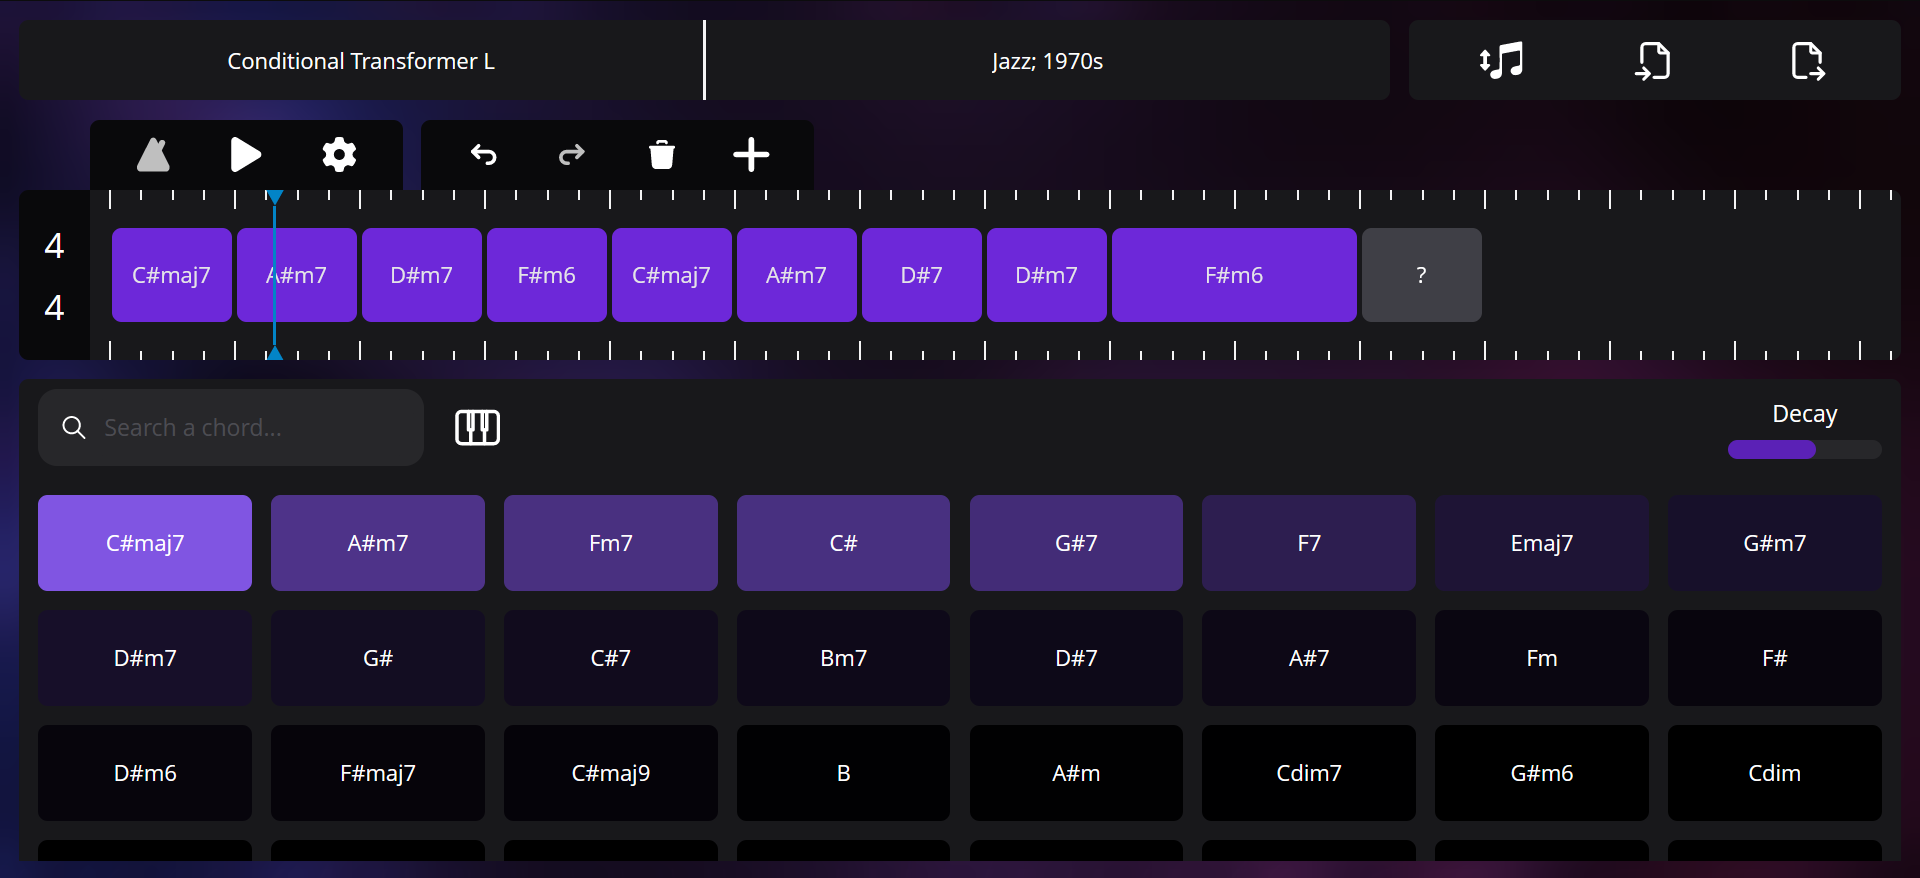 Conditional Transformer L
Jazz; 1970s
4
4
C#maj7 A#m7 D#m7 F#m6 C#maj7 A#m7 D#7 D#m7 F#m6 ?
Search a chord...
Decay
C#maj7 A#m7 Fm7 C# G#7 F7 Emaj7 G#m7
D#m7 G# C#7 Bm7 D#7 A#7 Fm F#
D#m6 F#maj7 C#maj9 B A#m Cdim7 G#m6 Cdim